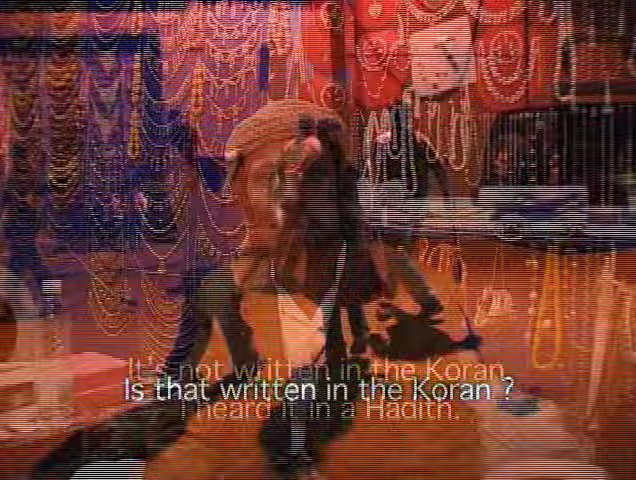 It's not written in the Koran
Is that written in the Koran ?
I heard it in a Hadith.